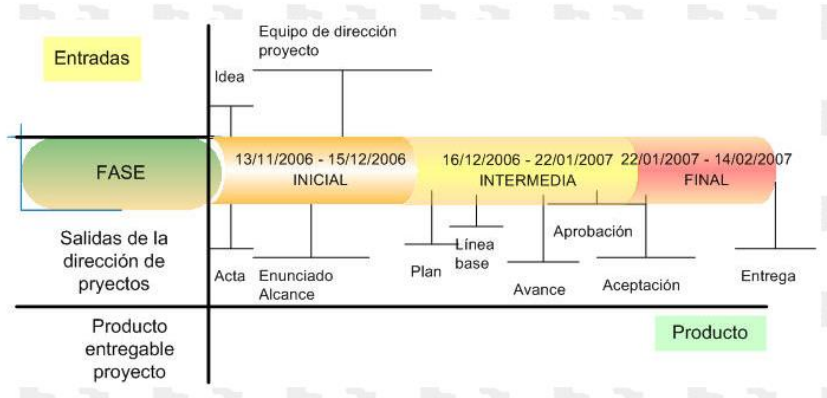 Equipo de dirección
proyecto
Entradas
Idea
13/11/2006 - 15/12/2006
INICIAL
16/12/2006 - 22/01/2007
INTERMEDIA
22/01/2007 - 14/02/2007
FINAL
FASE
Salidas de la
dirección de
pryectos
Acta
Enunciado
Alcance
Plan
Línea
base
Avance
Aprobación
Aceptación
Entrega
Producto
entregable
proyecto
Producto